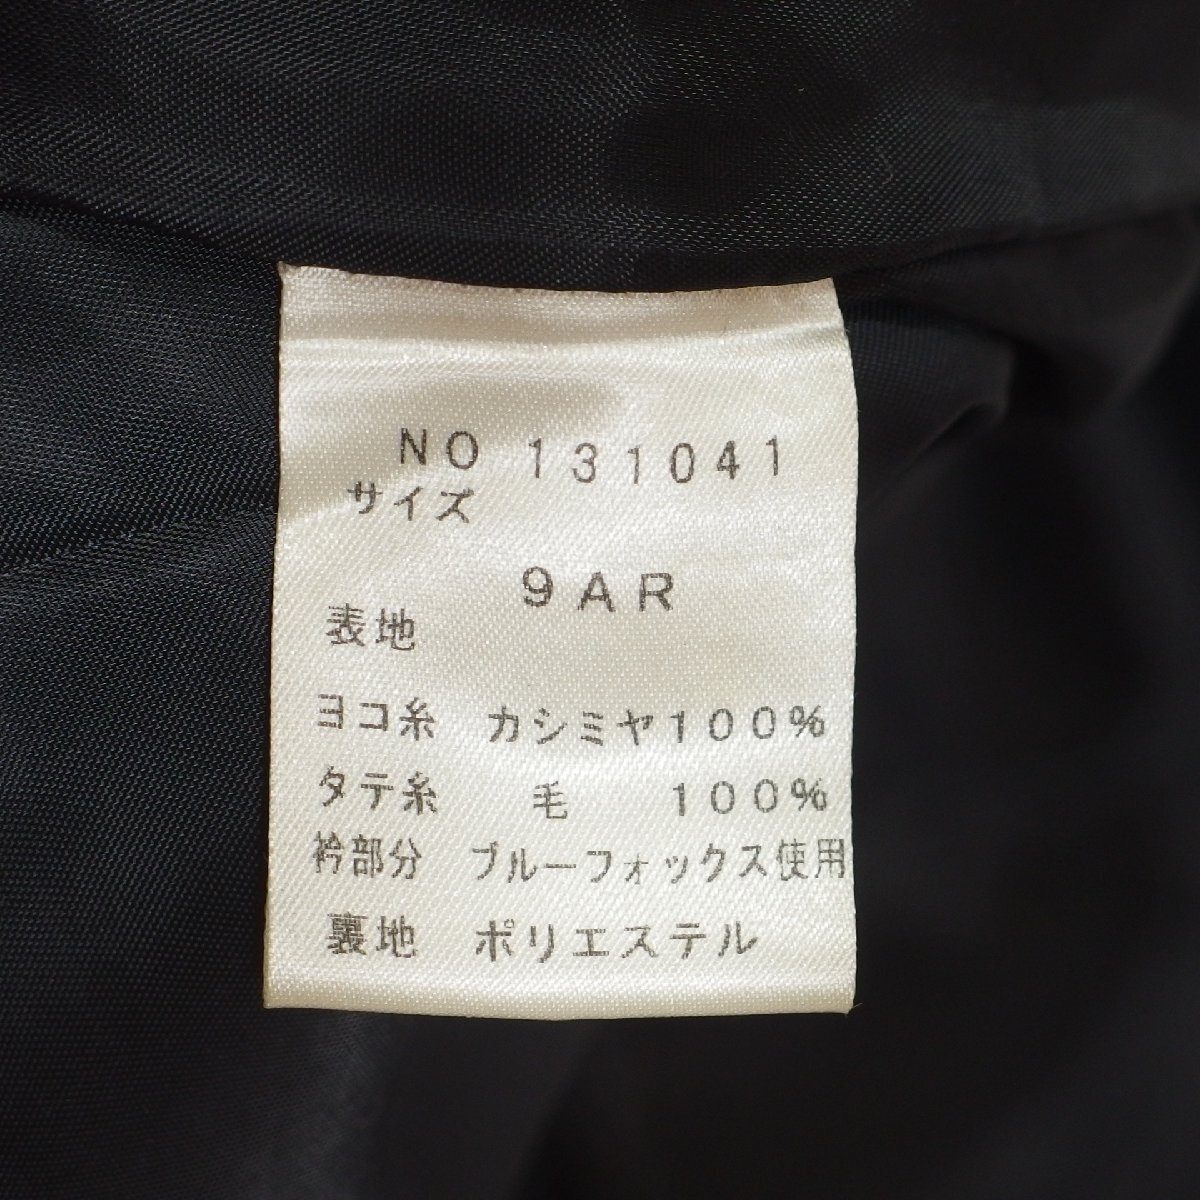 NO 131041
サイズ
9AR
表地
ヨコ糸 カシミヤ100%
タテ糸 毛 100%
衿部分 ブルーフォックス使用
裏地 ポリエステル